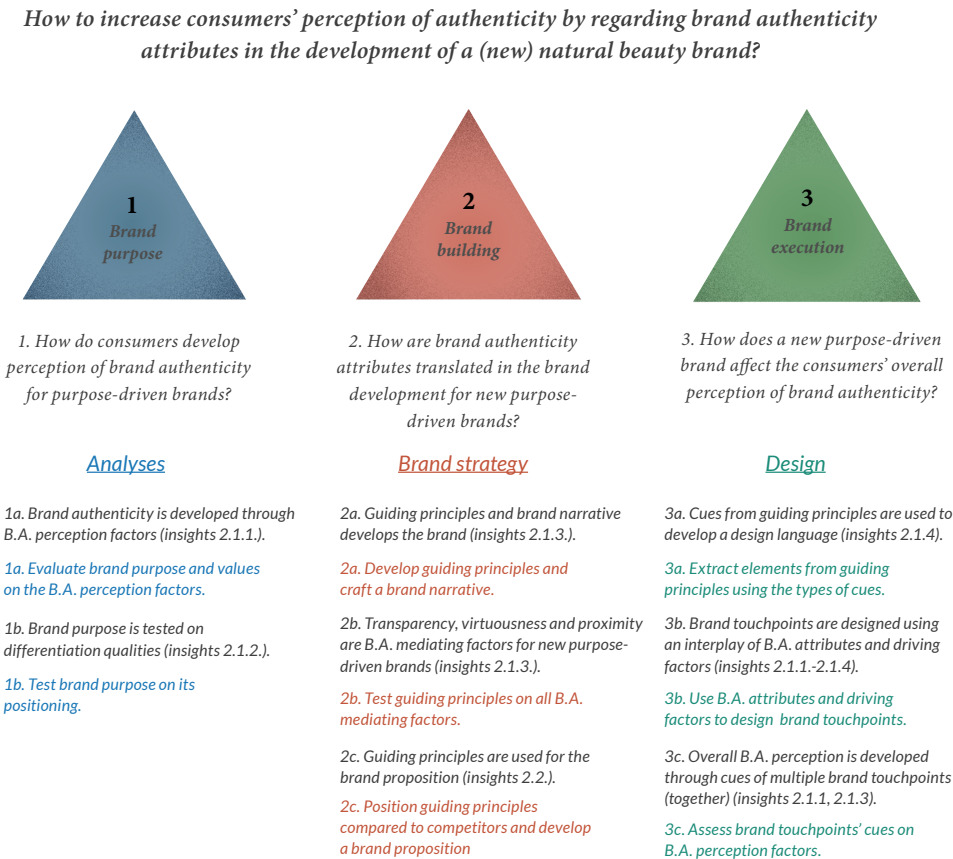 How to increase consumers' perception of authenticity by regarding brand authenticity
attributes in the development of a (new) natural beauty brand?
1
Brand
purpose
2
Brand
building
3
Brand
execution
1. How do consumers develop
perception of brand authenticity
for purpose-driven brands?
2. How are brand authenticity
attributes translated in the brand
development for new purpose-
driven brands?
3. How does a new purpose-driven
brand affect the consumers' overall
perception of brand authenticity?
Analyses
1a. Brand authenticity is developed through
B.A. perception factors (insights 2.1.1.).
1a. Evaluate brand purpose and values
on the B.A. perception factors.
1b. Brand purpose is tested on
differentiation qualities (insights 2.1.2.).
1b. Test brand purpose on its
positioning.
Brand strategy
2a. Guiding principles and brand narrative
develops the brand (insights 2.1.3.).
2a. Develop guiding principles and
craft a brand narrative.
2b. Transparency, virtuousness and proximity
are B.A. mediating factors for new purpose-
driven brands (insights 2.1.3.).
2b. Test guiding principles on all B.A.
mediating factors.
2c. Guiding principles are used for the
brand proposition (insights 2.2.).
2c. Position guiding principles
compared to competitors and develop
a brand proposition
Design
3a. Cues from guiding principles are used to
develop a design language (insights 2.1.4).
3a. Extract elements from guiding
principles using the types of cues.
3b. Brand touchpoints are designed using
an interplay of B.A. attributes and driving
factors (insights 2.1.1.-2.1.4).
3b. Use B.A. attributes and driving
factors to design brand touchpoints.
3c. Overall B.A. perception is developed
through cues of multiple brand touchpoints
(together) (insights 2.1.1, 2.1.3).
3c. Assess brand touchpoints' cues on
B.A. perception factors.